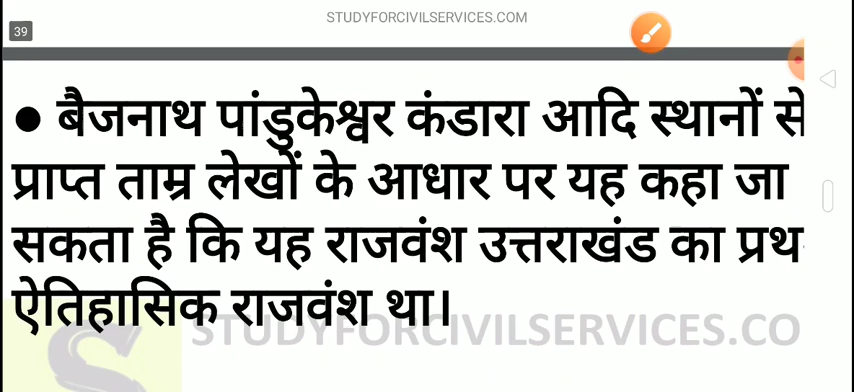 STUDYFORCIVILSERVICES.COM
39
● बैजनाथ पांडुकेश्वर कंडारा आदि स्थानों से
प्राप्त ताम्र लेखों के आधार पर यह कहा जा
सकता है कि यह राजवंश उत्तराखंड का प्रथ
ऐतिहासिक राजवंश था।
STUDYFORCIVILSERVICES.CO